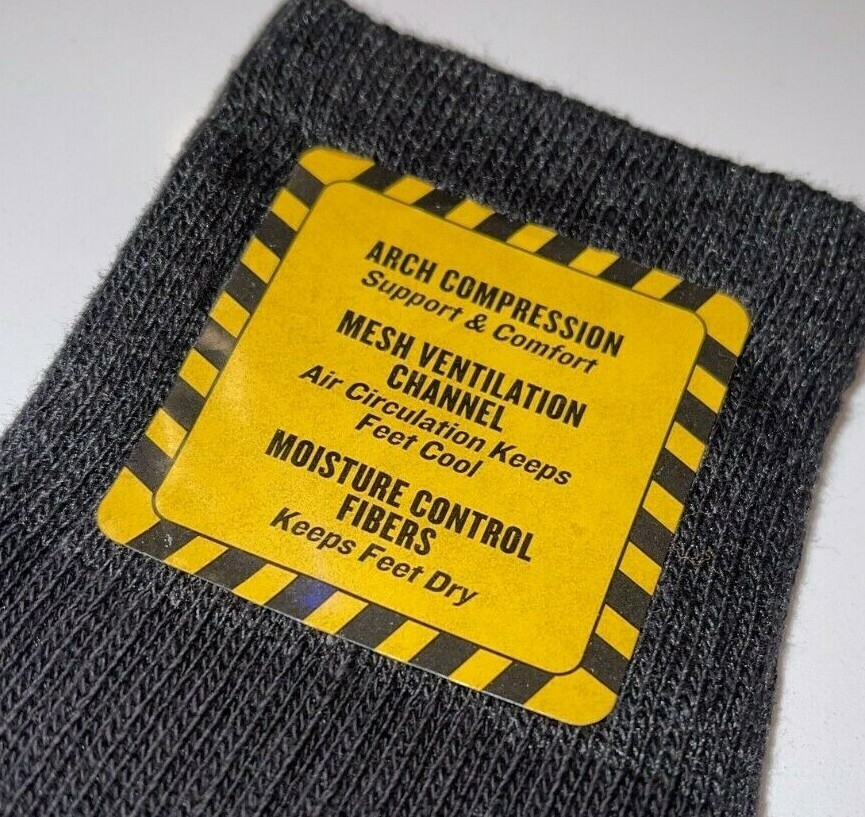 ARCH COMPRESSION
Support & Comfort
MESH VENTILATION
CHANNEL
Air Circulation Keeps
Feet Cool
MOISTURE CONTROL
FIBERS
Keeps Feet Dry